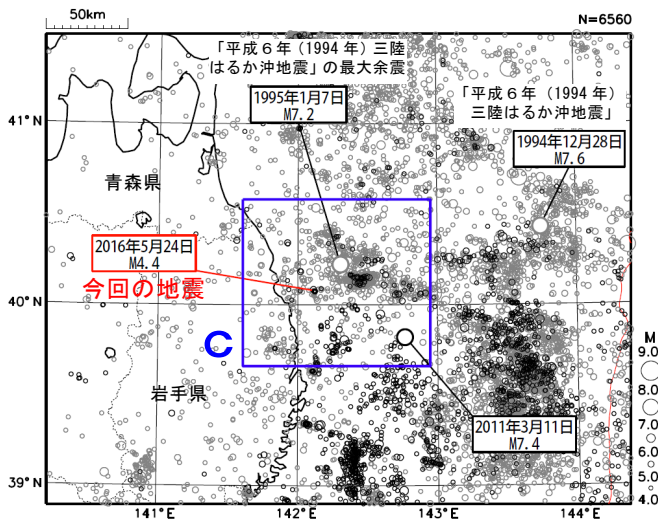 50km
N=6560
「平成６年（1994 年）三陸
はるか沖地震」の最大余震
1995年1月7日
M7.2
「平成６年（1994 年）
三陸はるか沖地震」
1994年12月28日
M7.6
41°N
青森県
2016年5月24日
M4.4
今回の地震
40°N
C
岩手県
2011年3月11日
M7.4
M
9.0
8.0
7.0
6.0
5.0
4.0
39°N
141°E
142°E
143°E
144°E